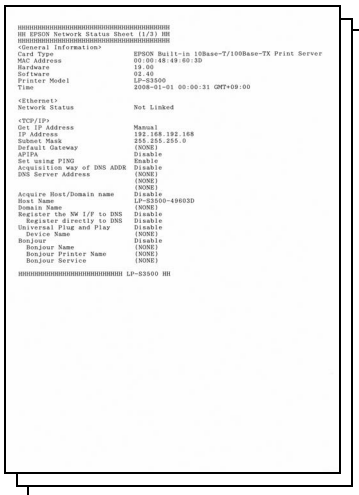 HHHHHHHHHHHHHHHHHHHHHHHHHHHHHHHHHHH
HH EPSON Network Status Sheet (1/3) HH
HHHHHHHHHHHHHHHHHHHHHHHHHHHHHHHHHHH
<General Information>
Card Type EPSON Built-in 10Base-T/100Base-TX Print Server
MAC Address 00:00:48:49:60:3D
Hardware 19.00
Software 02.40
Printer Model LP-S3500
Time 2008-01-01 00:00:31 GMT+09:00
<Ethernet>
Network Status Not Linked
<TCP/IP>
Get IP Address Manual
IP Address 192.168.192.168
Subnet Mask 255.255.255.0
Default Gateway (NONE)
APIPA Disable
Set using PING Enable
Acquisition way of DNS ADDR Disable
DNS Server Address (NONE)
(NONE)
(NONE)
Acquire Host/Domain name Disable
Host Name LP-S3500-49603D
Domain Name (NONE)
Register the NW I/F to DNS Disable
Register directly to DNS Disable
Universal Plug and Play Disable
Device Name (NONE)
Bonjour Disable
Bonjour Name (NONE)
Bonjour Printer Name (NONE)
Bonjour Service (NONE)
HHHHHHHHHHHHHHHHHHHHHHHH LP-S3500 HH